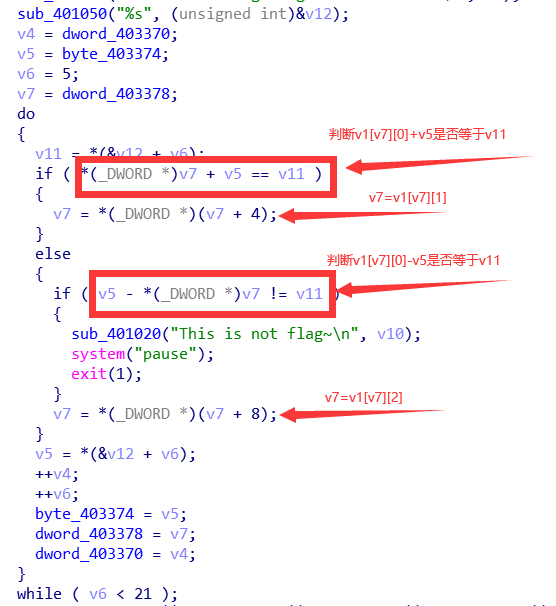 sub_401050("%s", (unsigned int)&v12);
v4 = dword_403370;
v5 = byte_403374;
v6 = 5;
v7 = dword_403378;
do
{
判断v1[v7][0]+v5是否等于v11
v11 = *(&v12 + v6);
if ( *(_DWORD *)v7 + v5 == v11 )
{
v7 = *(_DWORD *)(v7 + 4);
v7=v1[v7][1]
}
else
{
判断v1[v7][0]-v5是否等于v11
if ( v5 - *(_DWORD *)v7 != v11 )
{
sub_401020("This is not flag~\n", v10);
system("pause");
exit(1);
}
v7=v1[v7][2]
v7 = *(_DWORD *)(v7 + 8);
}
v5 = *(&v12 + v6);
++v4;
++v6;
byte_403374 = v5;
dword_403378 = v7;
dword_403370 = v4;
}
while ( v6 < 21 );